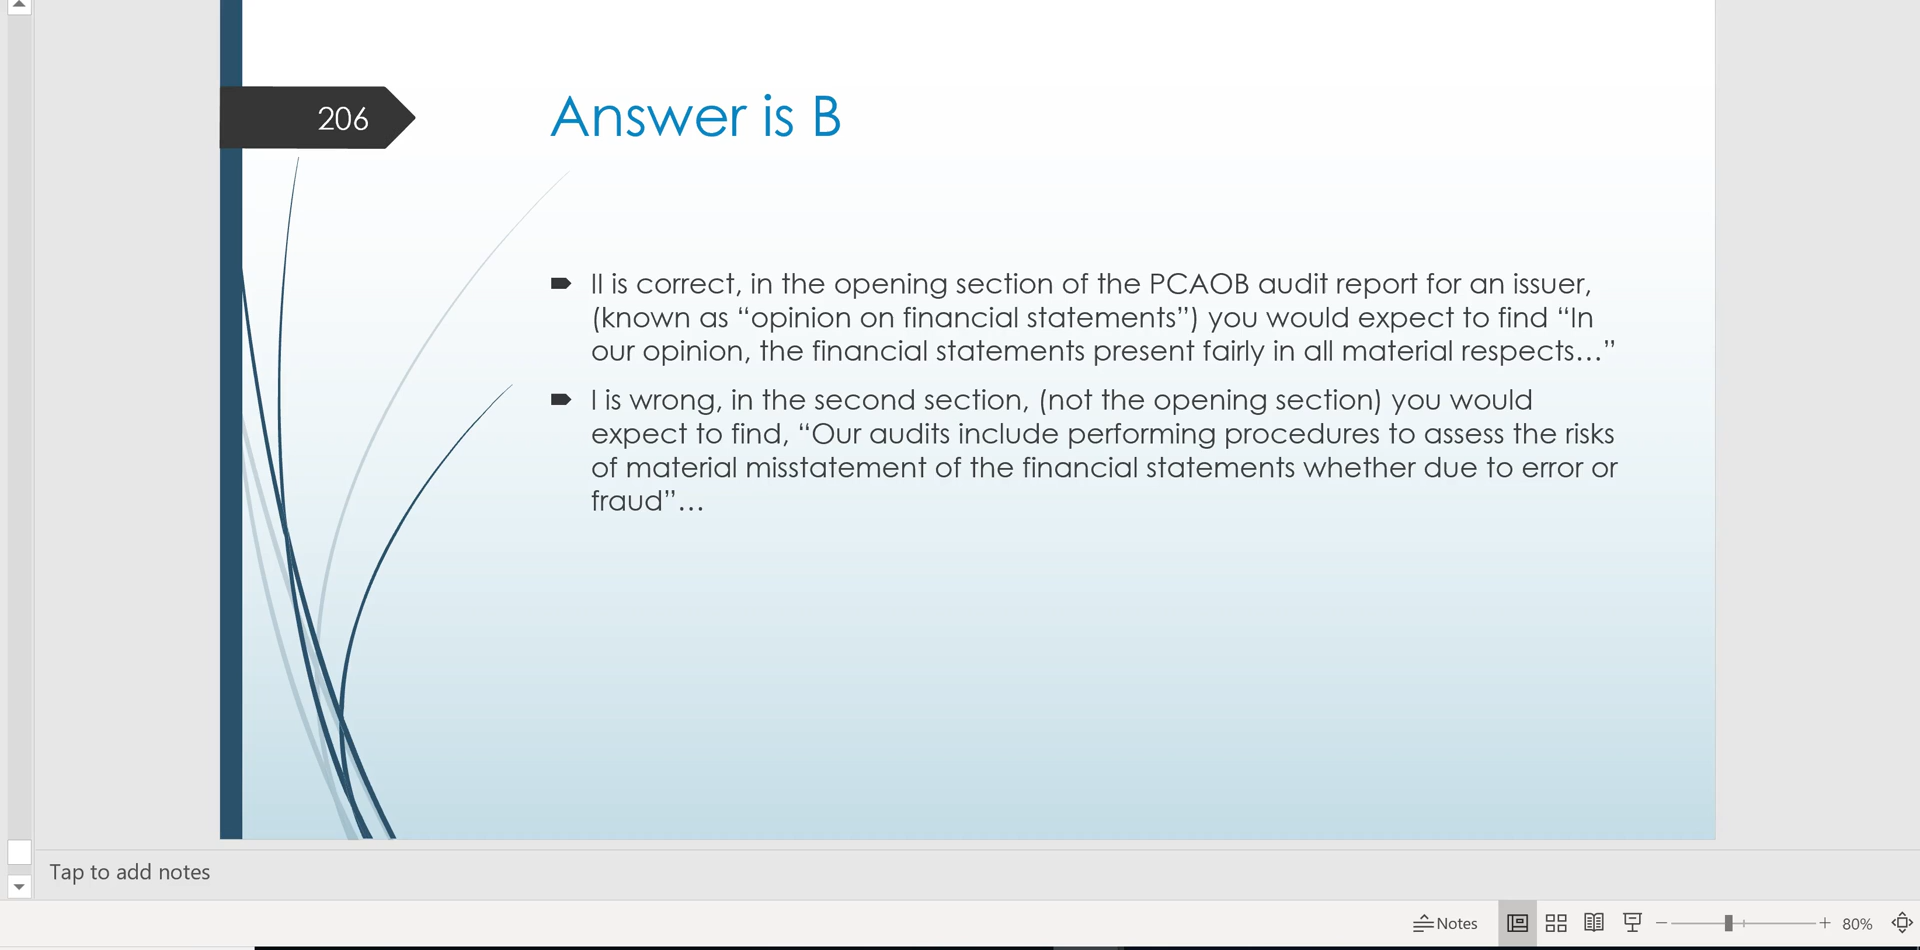 206
Answer is B
II is correct, in the opening section of the PCAOB audit report for an issuer,
(known as “opinion on financial statements”) you would expect to find “In
our opinion, the financial statements present fairly in all material respects…”
I is wrong, in the second section, (not the opening section) you would
expect to find, “Our audits include performing procedures to assess the risks
of material misstatement of the financial statements whether due to error or
fraud”…
Tap to add notes
Notes
80%